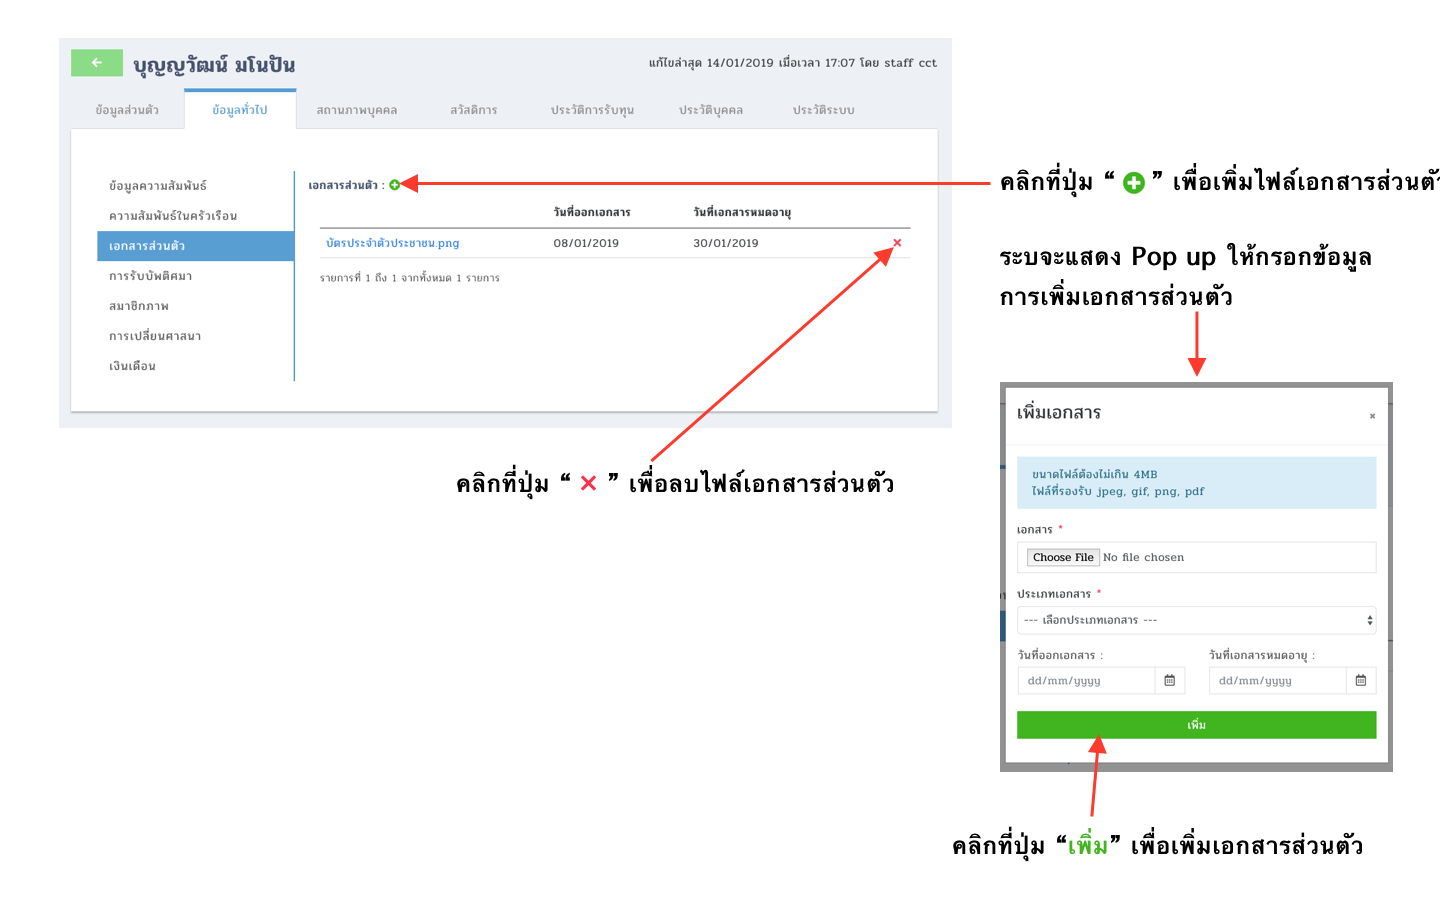 บุญญวัฒน์ มโนปัน
แก้ไขล่าสุด 14/01/2019 เมื่อเวลา 17:07 โดย staff cct
ข้อมูลส่วนตัว ข้อมูลทั่วไป สถานภาพบุคคล สวัสดิการ ประวัติการรับทุน ประวัติบุคคล ประวัติระบบ
ข้อมูลความสัมพันธ์
ความสัมพันธ์ในครัวเรือน
เอกสารส่วนตัว
การรับบัพติศมา
สมาชิกภาพ
การเปลี่ยนศาสนา
เงินเดือน
เอกสารส่วนตัว :
วันที่ออกเอกสาร วันที่เอกสารหมดอายุ
บัตรประจำตัวประชาชน.png 08/01/2019 30/01/2019
รายการที่ 1 ถึง 1 จากทั้งหมด 1 รายการ
คลิกที่ปุ่ม “ ” เพื่อเพิ่มไฟล์เอกสารส่วนตัว
ระบจะแสดง Pop up ให้กรอกข้อมูล
การเพิ่มเอกสารส่วนตัว
คลิกที่ปุ่ม “ × ” เพื่อลบไฟล์เอกสารส่วนตัว
เพิ่มเอกสาร ×
ขนาดไฟล์ต้องไม่เกิน 4MB
ไฟล์ที่รองรับ jpeg, gif, png, pdf
เอกสาร *
Choose File No file chosen
ประเภทเอกสาร *
--- เลือกประเภทเอกสาร ---
วันที่ออกเอกสาร : วันที่เอกสารหมดอายุ :
dd/mm/yyyy dd/mm/yyyy
เพิ่ม
คลิกที่ปุ่ม “เพิ่ม” เพื่อเพิ่มเอกสารส่วนตัว